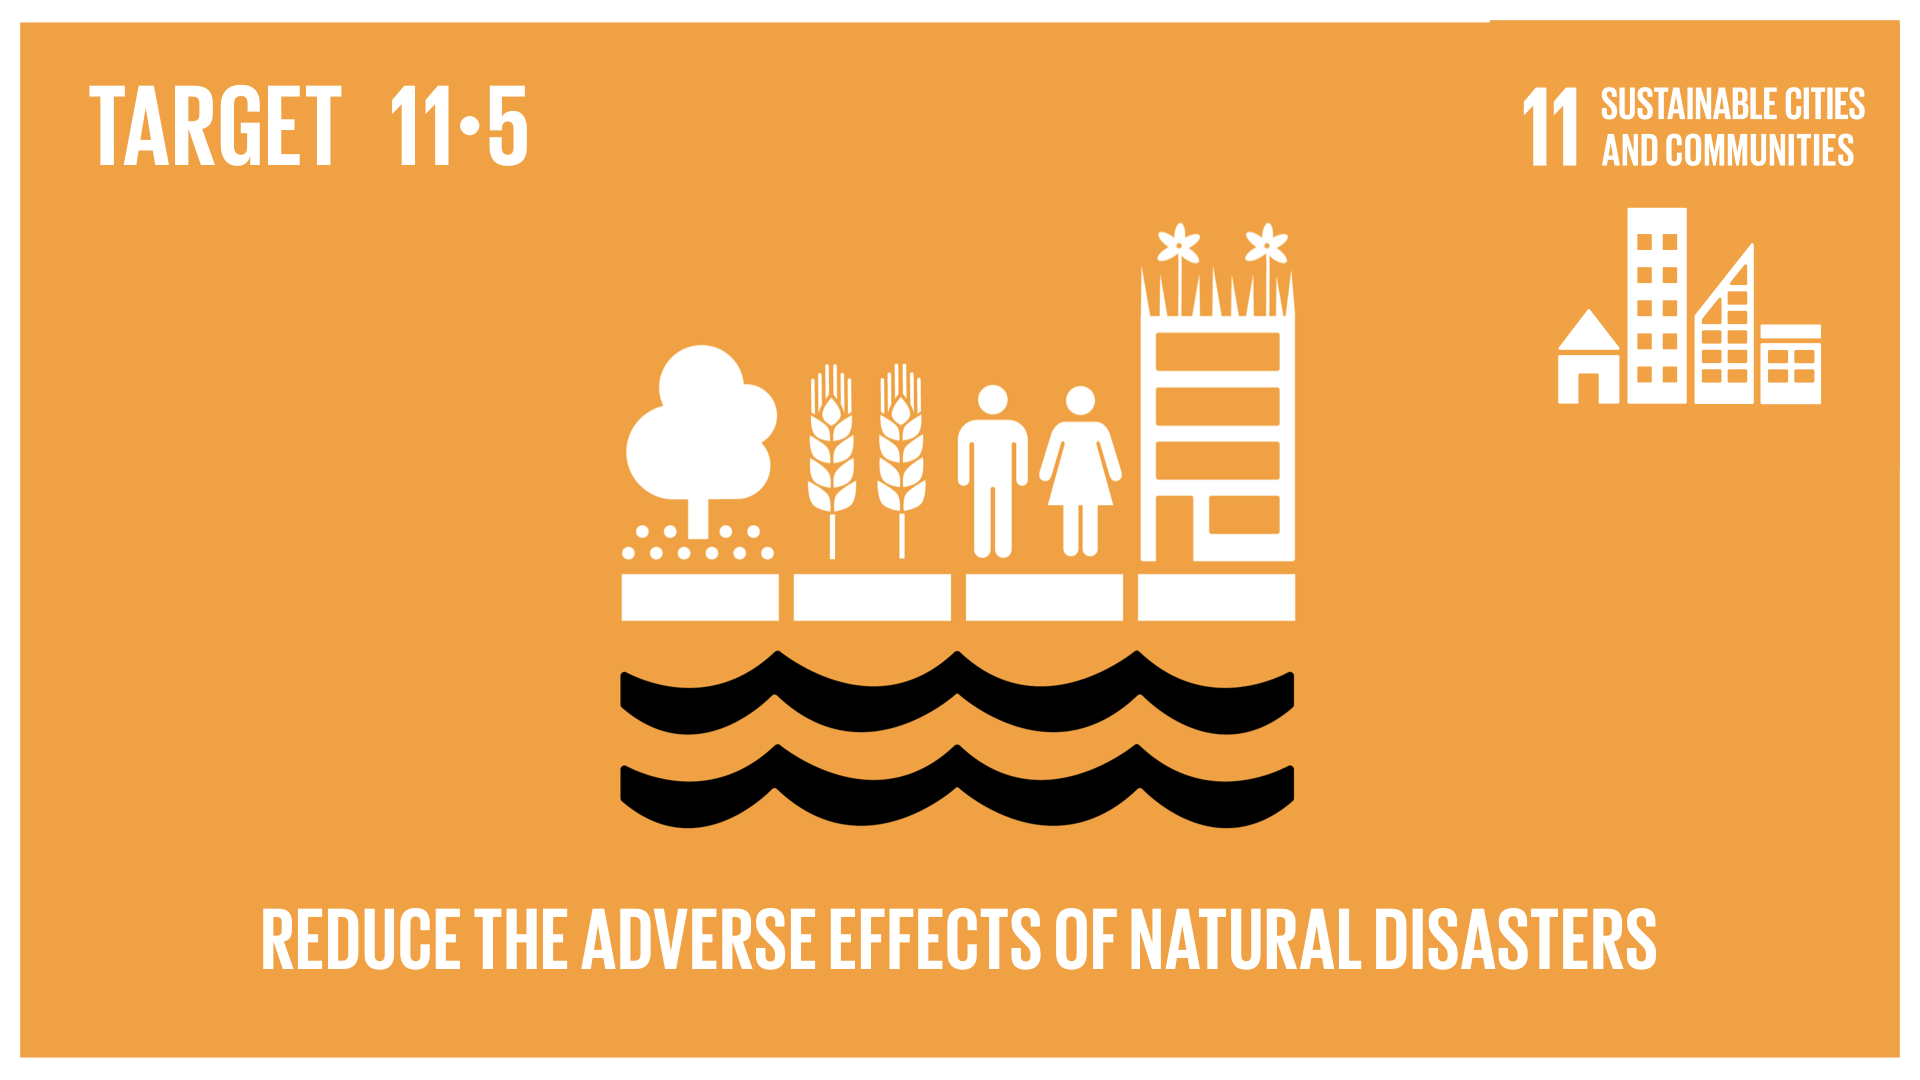 TARGET 11•5
11 SUSTAINABLE CITIES
AND COMMUNITIES
REDUCE THE ADVERSE EFFECTS OF NATURAL DISASTERS